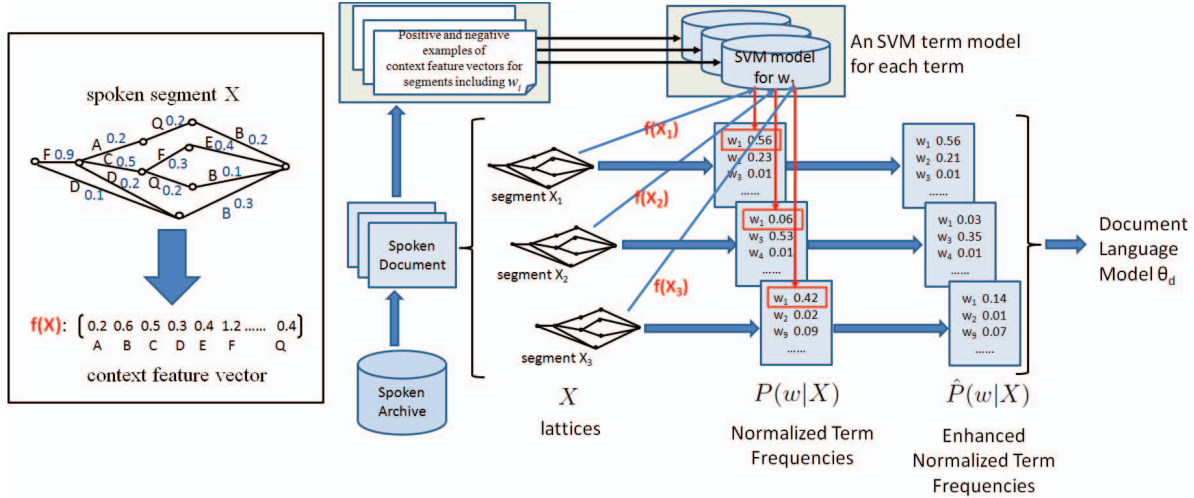 spoken segment X
Q 0.2
B
0.2
A
0.2
E
0.4
F 0.9
C
0.5
F
0.3
B
0.1
D
0.2
Q
0.2
D
0.1
B
0.3
f(X): 0.2 0.6 0.5 0.3 0.4 1.2 ...... 0.4
A B C D E F Q
context feature vector
Positive and negative
examples of
context feature vectors for
segments including w1
SVM model
for w1
An SVM term model
for each term
Spoken
Document
Spoken
Archive
segment X1
segment X2
segment X3
f(X1)
f(X2)
f(X3)
w1 0.56
w2 0.23
w3 0.01
......
w1 0.06
w3 0.53
w4 0.01
......
w1 0.42
w2 0.02
w9 0.09
......
w1 0.56
w2 0.21
w3 0.01
......
w1 0.03
w3 0.35
w4 0.01
......
w1 0.14
w2 0.01
w9 0.07
......
Document
Language
Model θd
X
lattices
P(w|X)
Normalized Term
Frequencies
P̂(w|X)
Enhanced
Normalized Term
Frequencies